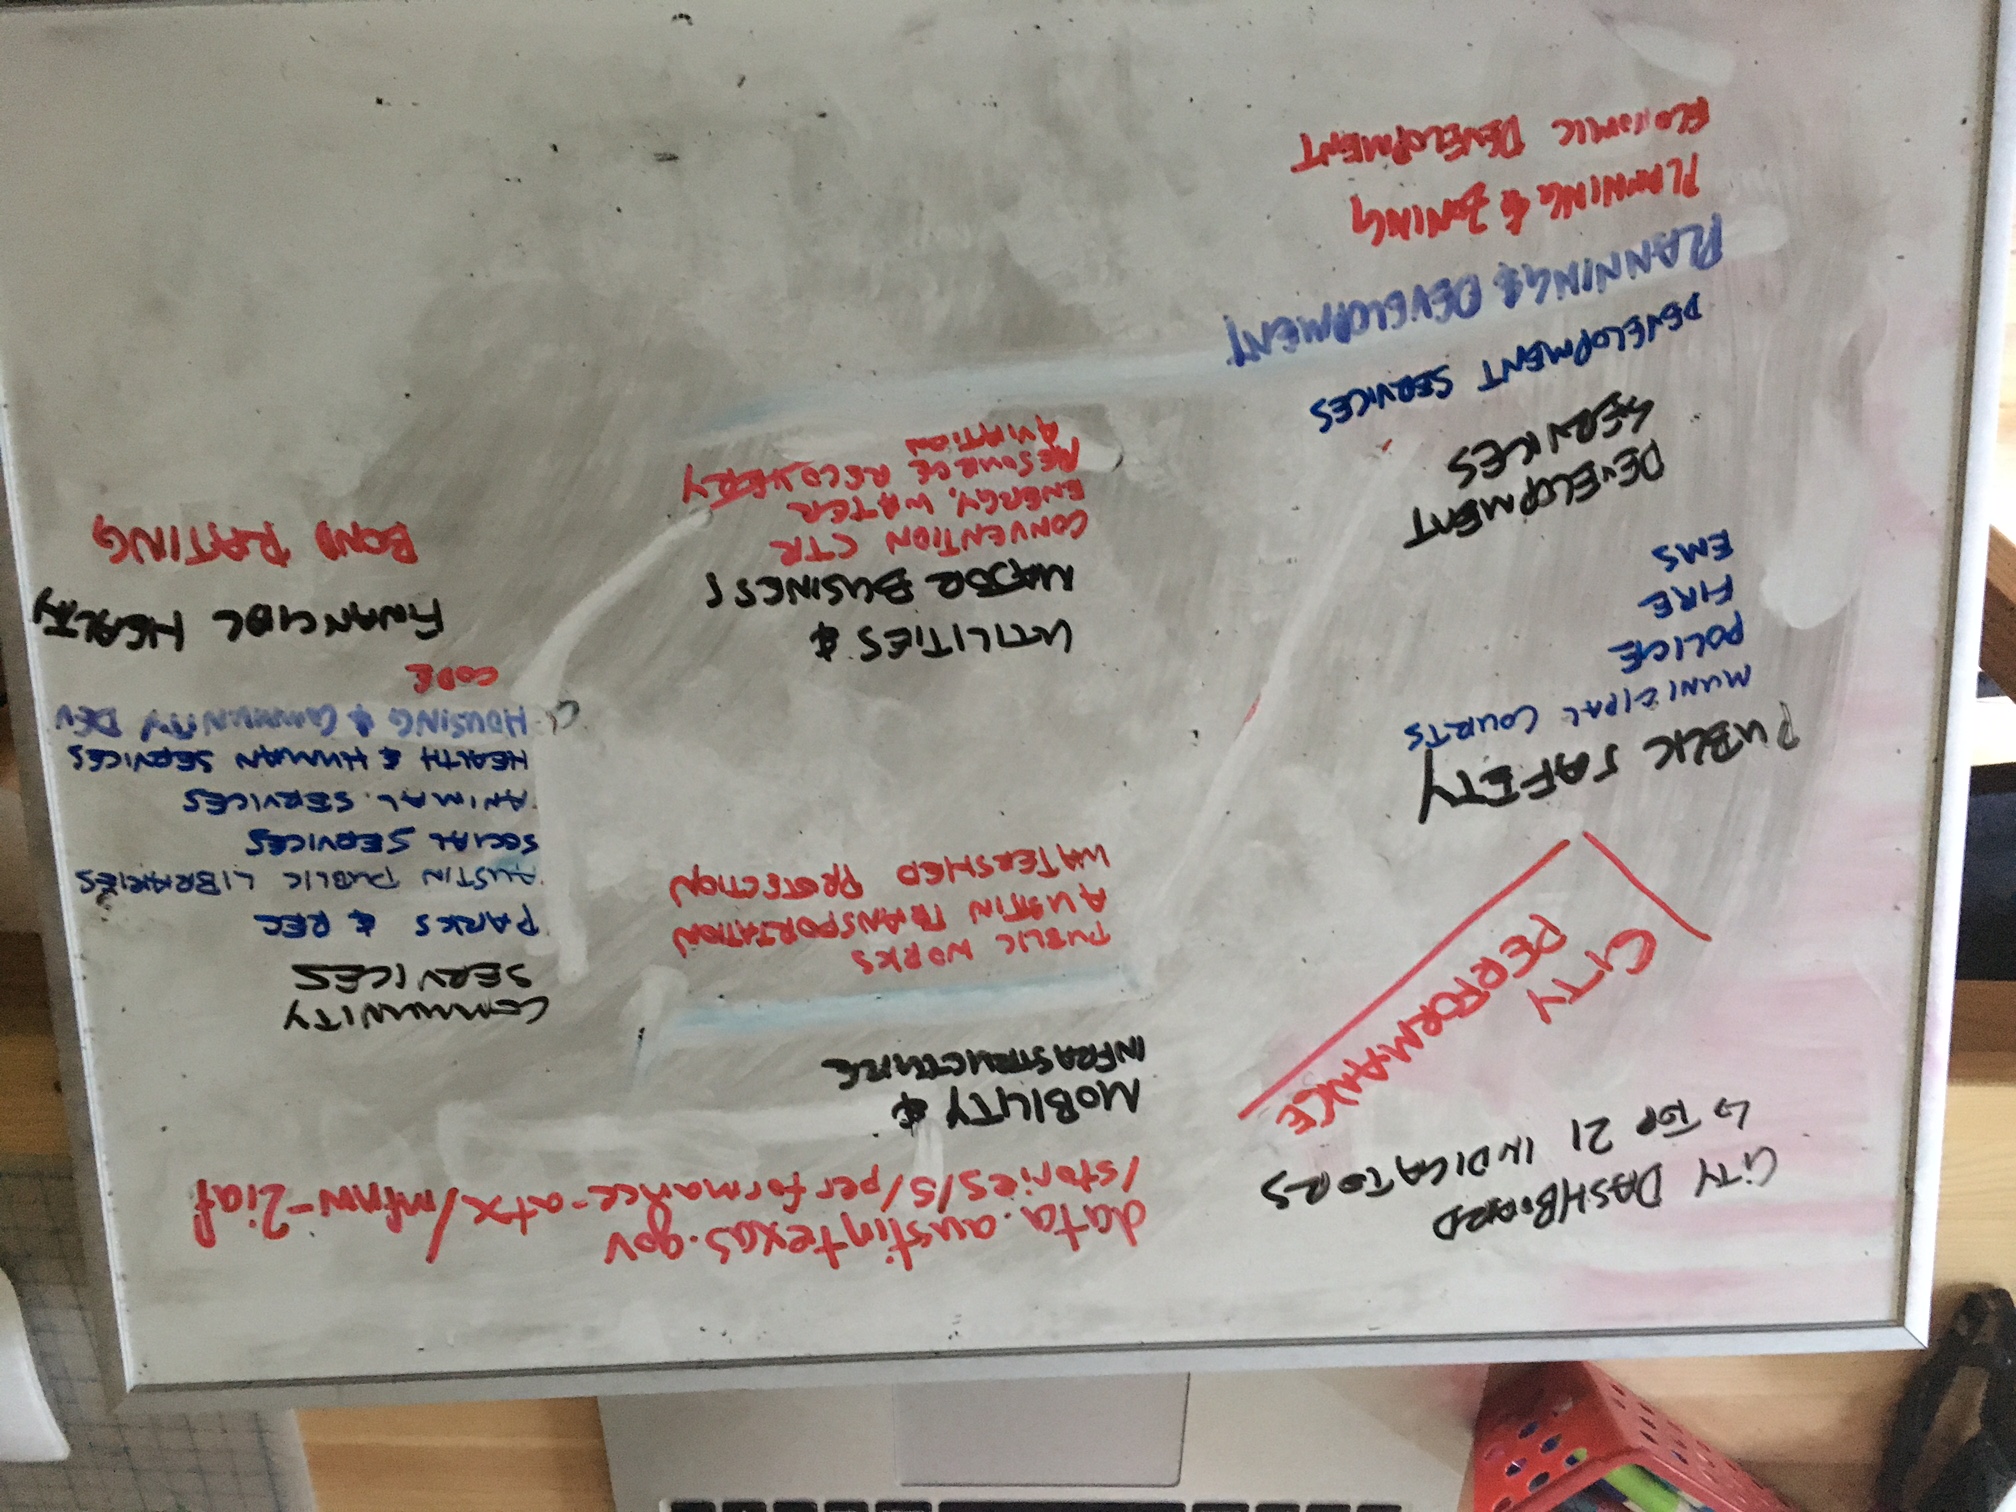 CITY DASHBOARD
↳ TOP 21 INDICATORS
CITY
PERFORMANCE
data.austintexas.gov
/stories/s/performance-atx/mfnw-2iaf
MOBILITY &
INFRASTRUCTURE
PUBLIC WORKS
AUSTIN TRANSPORTATION
WATERSHED PROTECTION
COMMUNITY
SERVICES
PARKS & REC
AUSTIN PUBLIC LIBRARIES
SOCIAL SERVICES
ANIMAL SERVICES
HEALTH & HUMAN SERVICES
HOUSING & COMMUNITY DEV
CODE
PUBLIC SAFETY
MUNICIPAL COURTS
POLICE
FIRE
EMS
UTILITIES &
MAJOR BUSINESS
CONVENTION CTR
ENERGY, WATER
RESOURCE RECOVERY
AVIATION
FINANCIAL HEALTH
BOND RATING
DEVELOPMENT
SERVICES
DEVELOPMENT SERVICES
PLANNING & DEVELOPMENT
PLANNING & ZONING
ECONOMIC DEVELOPMENT